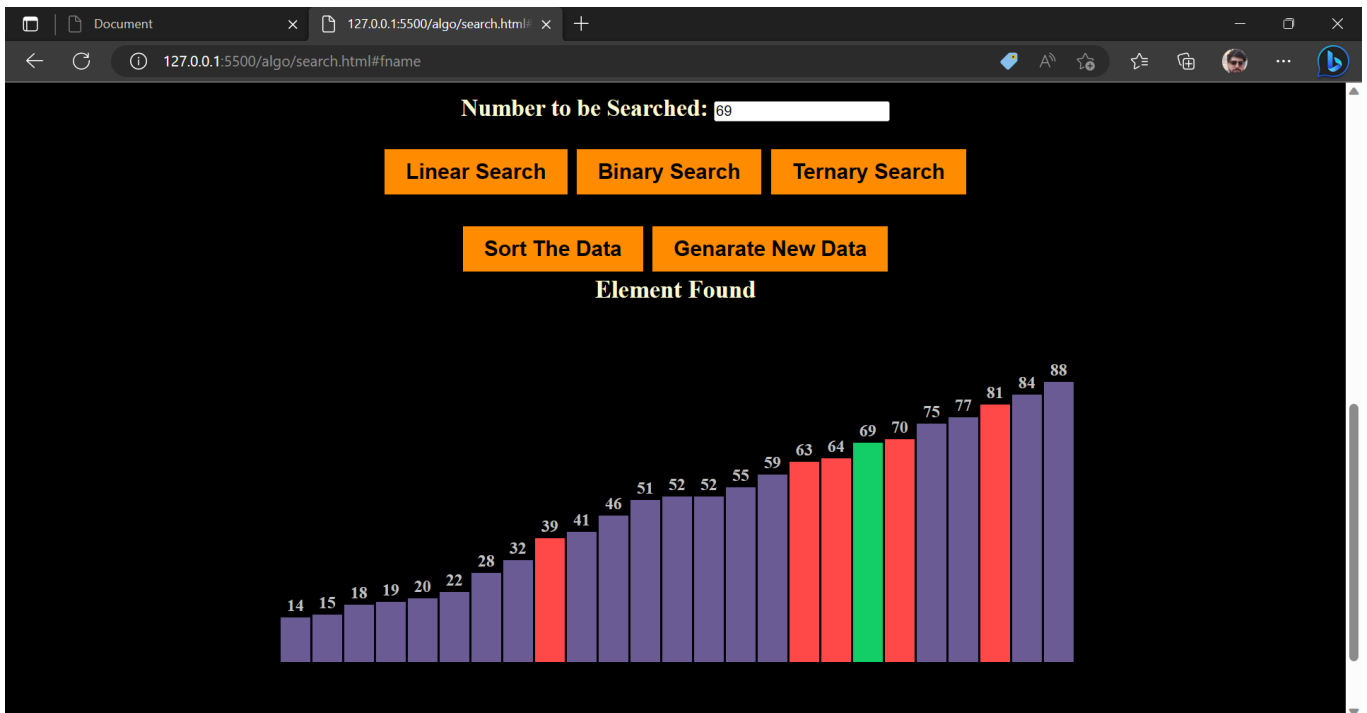 Document
127.0.0.1:5500/algo/search.html#
127.0.0.1:5500/algo/search.html#fname
Number to be Searched: 69
Linear Search Binary Search Ternary Search
Sort The Data Genarate New Data
Element Found
14 15 18 19 20 22 28 32 39 41 46 51 52 52 55 59 63 64 69 70 75 77 81 84 88